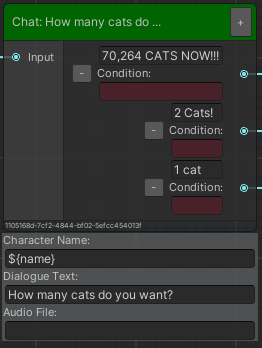 Chat: How many cats do ...
+
Input
70,264 CATS NOW!!!
- Condition:
2 Cats!
- Condition:
1 cat
- Condition:
1105168d-7cf2-4844-bf02-5efcc454013f
Character Name:
${name}
Dialogue Text:
How many cats do you want?
Audio File: